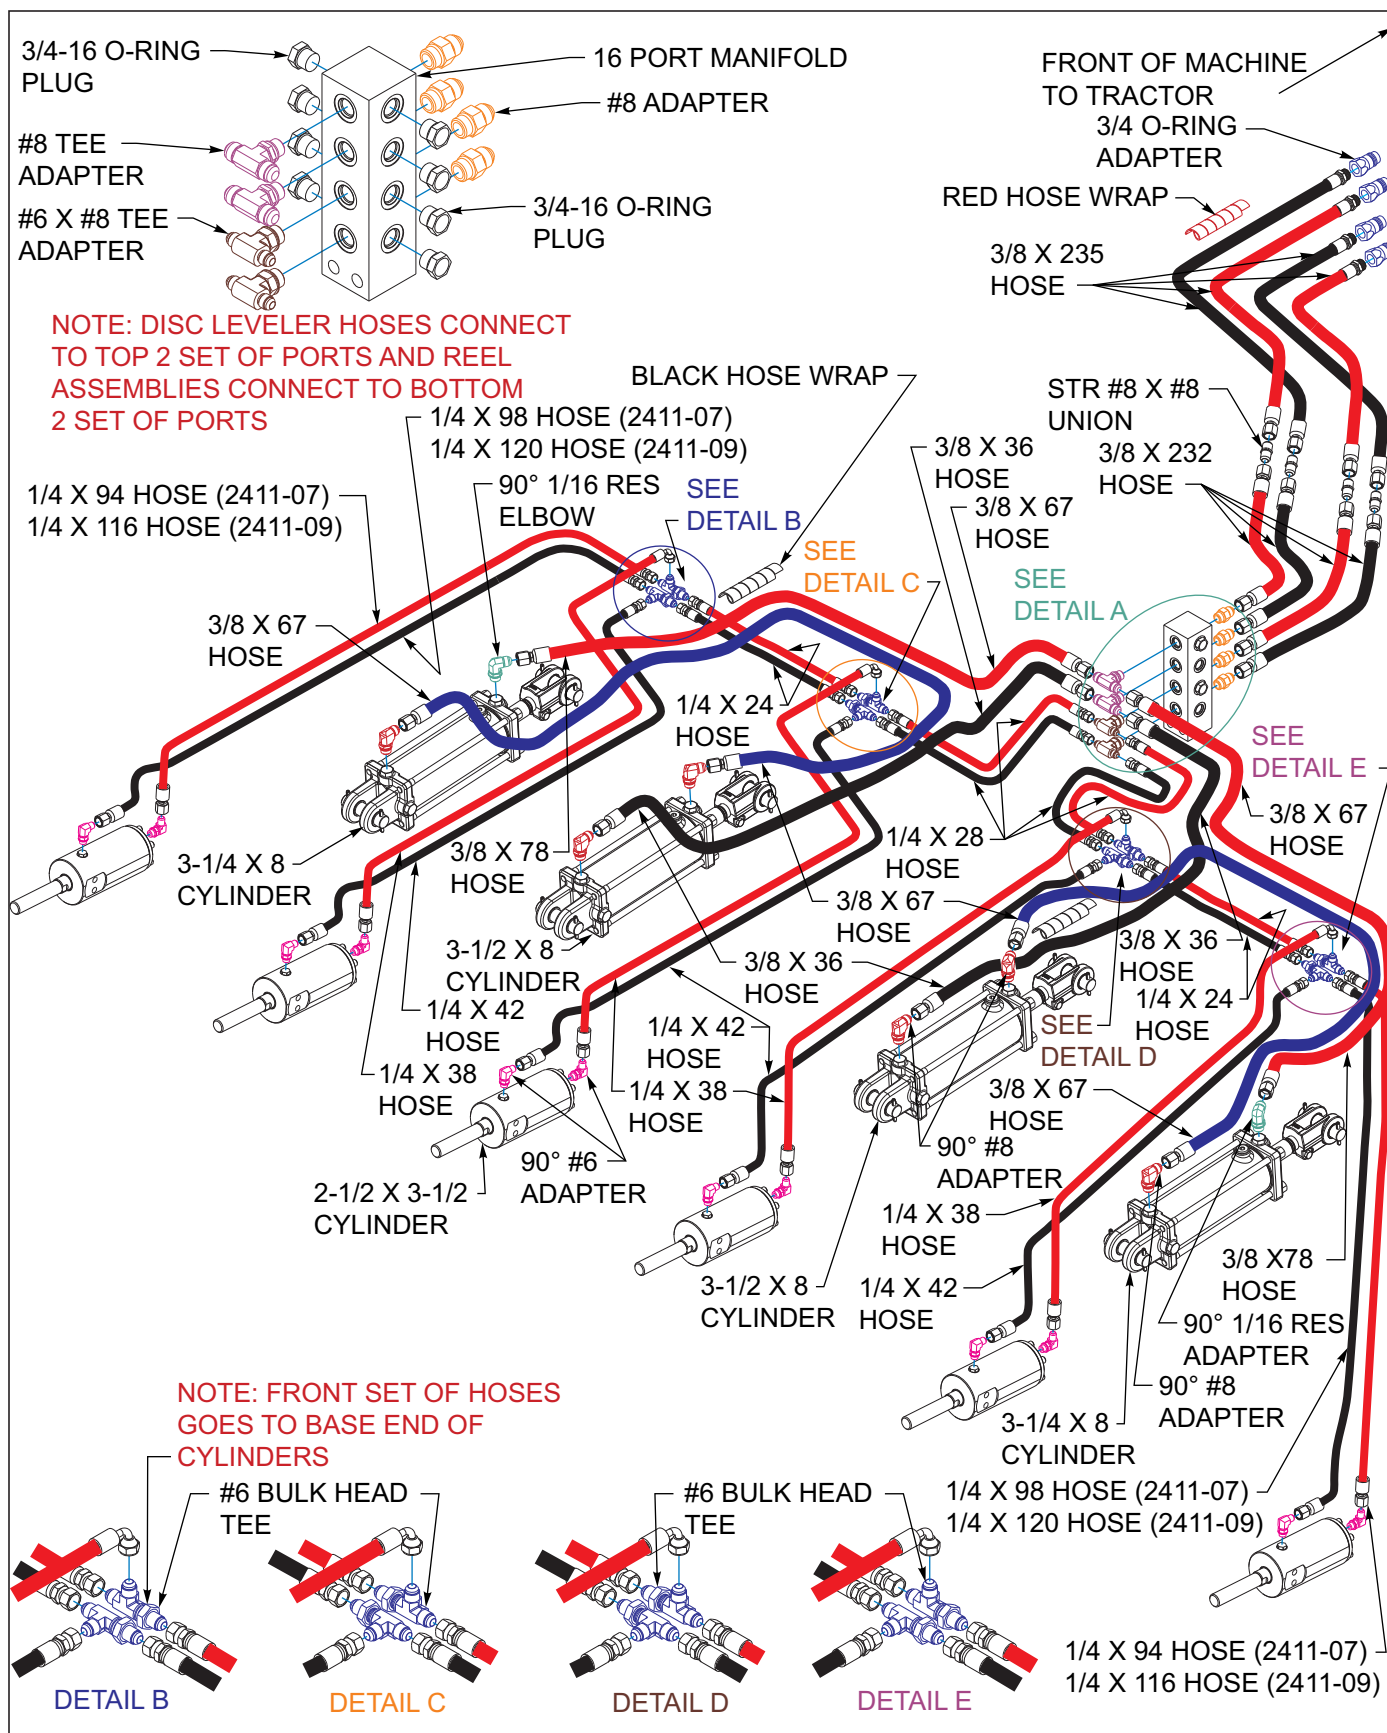 3/4-16 O-RING
PLUG
16 PORT MANIFOLD
#8 ADAPTER
#8 TEE
ADAPTER
#6 X #8 TEE
ADAPTER
3/4-16 O-RING
PLUG
FRONT OF MACHINE
TO TRACTOR
3/4 O-RING
ADAPTER
RED HOSE WRAP
3/8 X 235
HOSE
NOTE: DISC LEVELER HOSES CONNECT
TO TOP 2 SET OF PORTS AND REEL
ASSEMBLIES CONNECT TO BOTTOM
2 SET OF PORTS
BLACK HOSE WRAP
STR #8 X #8
UNION
1/4 X 98 HOSE (2411-07)
1/4 X 120 HOSE (2411-09)
3/8 X 36
HOSE
3/8 X 232
HOSE
1/4 X 94 HOSE (2411-07)
1/4 X 116 HOSE (2411-09)
90° 1/16 RES
ELBOW
SEE
DETAIL B
3/8 X 67
HOSE
SEE
DETAIL C
SEE
DETAIL A
3/8 X 67
HOSE
1/4 X 24
HOSE
SEE
DETAIL E
3/8 X 67
HOSE
3-1/4 X 8
CYLINDER
3/8 X 78
HOSE
1/4 X 28
HOSE
3/8 X 67
HOSE
3-1/2 X 8
CYLINDER
3/8 X 36
HOSE
3/8 X 36
HOSE
1/4 X 24
HOSE
1/4 X 42
HOSE
1/4 X 42
HOSE
SEE
DETAIL D
1/4 X 38
HOSE
1/4 X 38
HOSE
3/8 X 67
HOSE
90° #6
ADAPTER
90° #8
ADAPTER
2-1/2 X 3-1/2
CYLINDER
1/4 X 38
HOSE
3-1/2 X 8
CYLINDER
1/4 X 42
HOSE
3/8 X78
HOSE
90° 1/16 RES
ADAPTER
90° #8
ADAPTER
3-1/4 X 8
CYLINDER
NOTE: FRONT SET OF HOSES
GOES TO BASE END OF
CYLINDERS
#6 BULK HEAD
TEE
#6 BULK HEAD
TEE
1/4 X 98 HOSE (2411-07)
1/4 X 120 HOSE (2411-09)
1/4 X 94 HOSE (2411-07)
1/4 X 116 HOSE (2411-09)
DETAIL B
DETAIL C
DETAIL D
DETAIL E